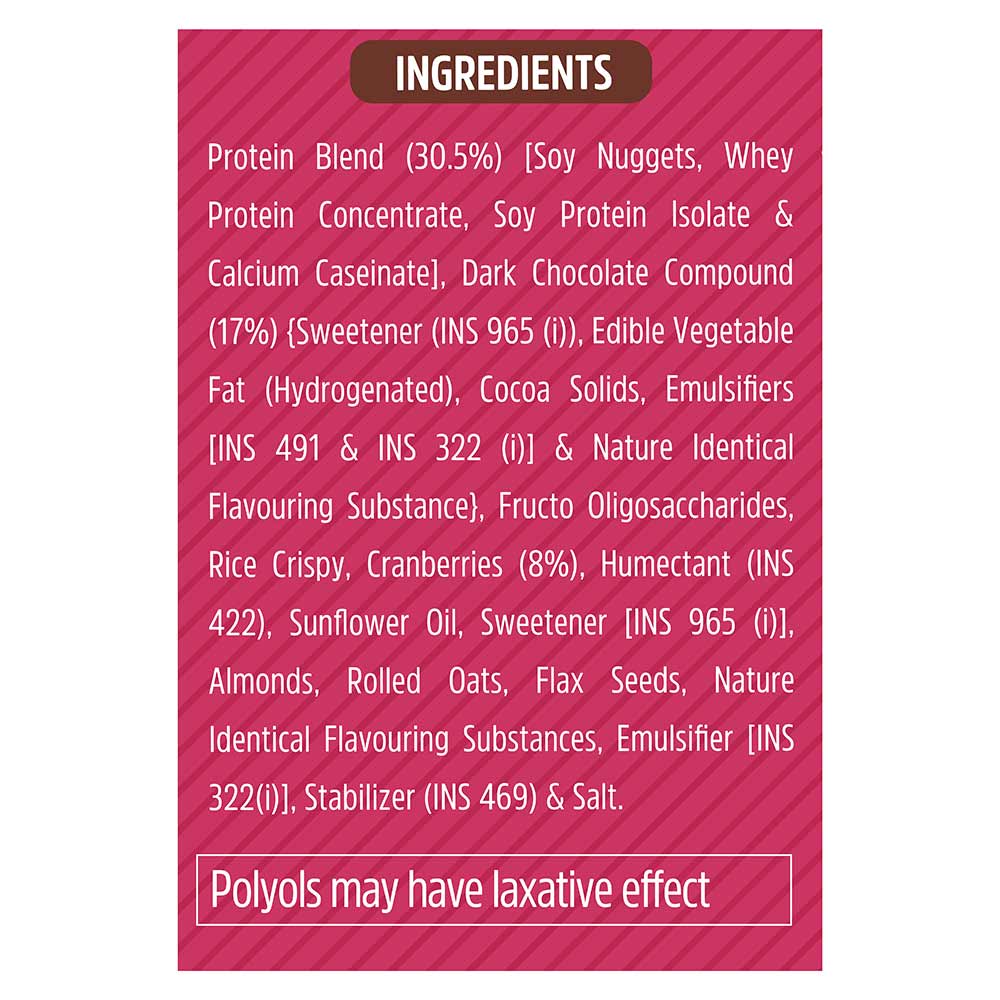 INGREDIENTS
Protein Blend (30.5%) [Soy Nuggets, Whey
Protein Concentrate, Soy Protein Isolate &
Calcium Caseinate], Dark Chocolate Compound
(17%) {Sweetener (INS 965 (i)), Edible Vegetable
Fat (Hydrogenated), Cocoa Solids, Emulsifiers
[INS 491 & INS 322 (i)] & Nature Identical
Flavouring Substance}, Fructo Oligosaccharides,
Rice Crispy, Cranberries (8%), Humectant (INS
422), Sunflower Oil, Sweetener [INS 965 (i)],
Almonds, Rolled Oats, Flax Seeds, Nature
Identical Flavouring Substances, Emulsifier [INS
322(i)], Stabilizer (INS 469) & Salt.
Polyols may have laxative effect